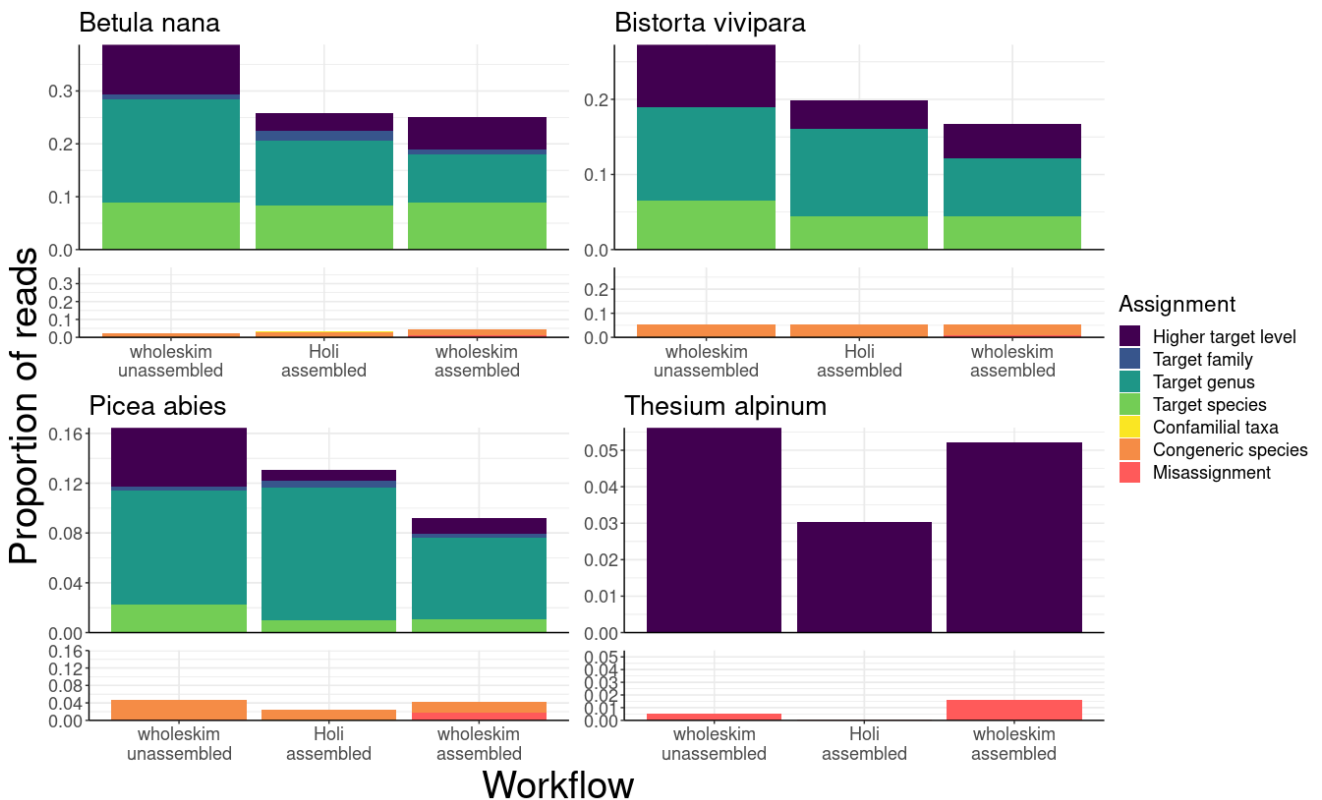 Betula nana
Bistorta vivipara
0.3
0.2
0.1
0.0
0.2
0.1
0.0
0.3
0.2
0.1
0.0
0.2
0.1
0.0
wholeskim
unassembled
Holi
assembled
wholeskim
assembled
wholeskim
unassembled
Holi
assembled
wholeskim
assembled
Proportion of reads
Picea abies
Thesium alpinum
0.16
0.12
0.08
0.04
0.00
0.05
0.04
0.03
0.02
0.01
0.00
0.16
0.12
0.08
0.04
0.00
0.05
0.04
0.03
0.02
0.01
0.00
wholeskim
unassembled
Holi
assembled
wholeskim
assembled
wholeskim
unassembled
Holi
assembled
wholeskim
assembled
Workflow
Assignment
Higher target level
Target family
Target genus
Target species
Confamilial taxa
Congeneric species
Misassignment